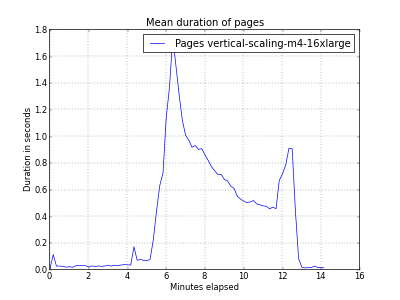 Mean duration of pages
Pages vertical-scaling-m4-16xlarge
Duration in seconds
1.8
1.6
1.4
1.2
1.0
0.8
0.6
0.4
0.2
0.0
0 2 4 6 8 10 12 14 16
Minutes elapsed